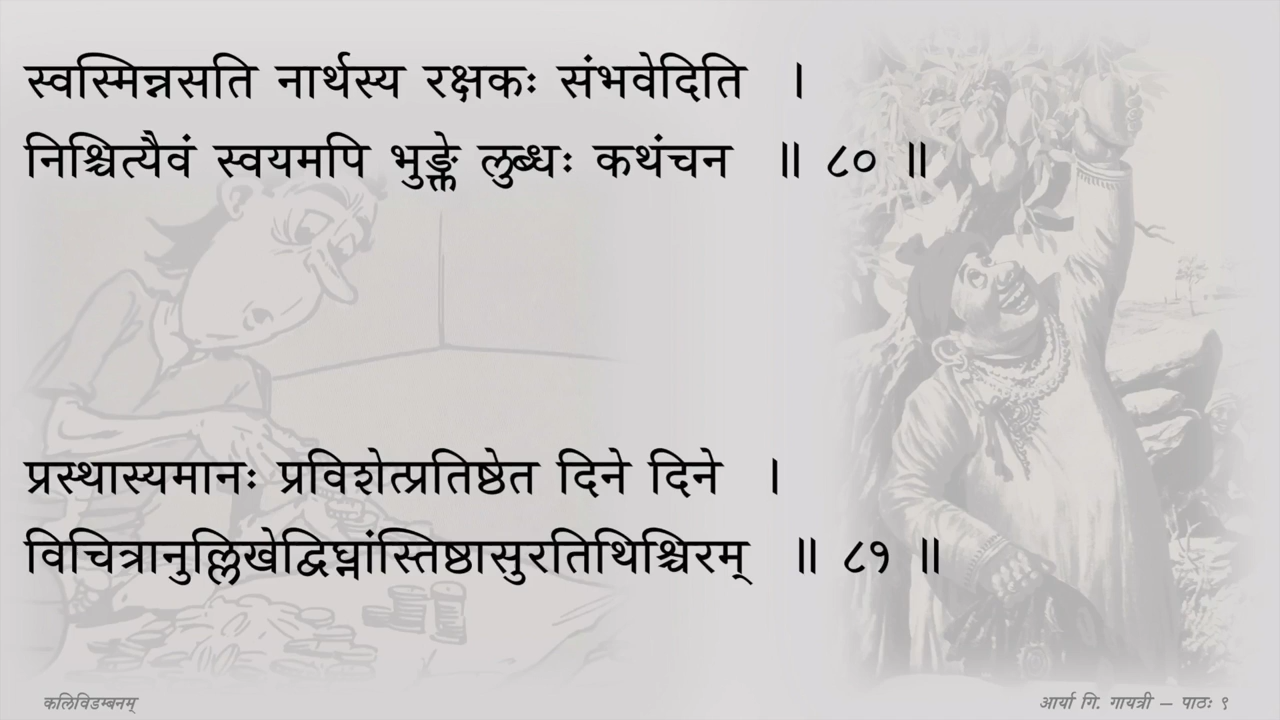 स्वस्मिन्नसति नार्थस्य रक्षकः संभवेदिति ।
निश्चित्यैवं स्वयमपि भुङ्क्ते लुब्धः कथंचन ॥ ८० ॥
प्रस्थास्यमानः प्रविशेत्प्रतिष्ठेत दिने दिने ।
विचित्रानुल्लिखेद्विघ्नांस्तिष्ठासुरतिथिश्चिरम् ॥ ८१ ॥
कलिविडम्बनम्
आर्या गि. गायत्री – पाठः ९